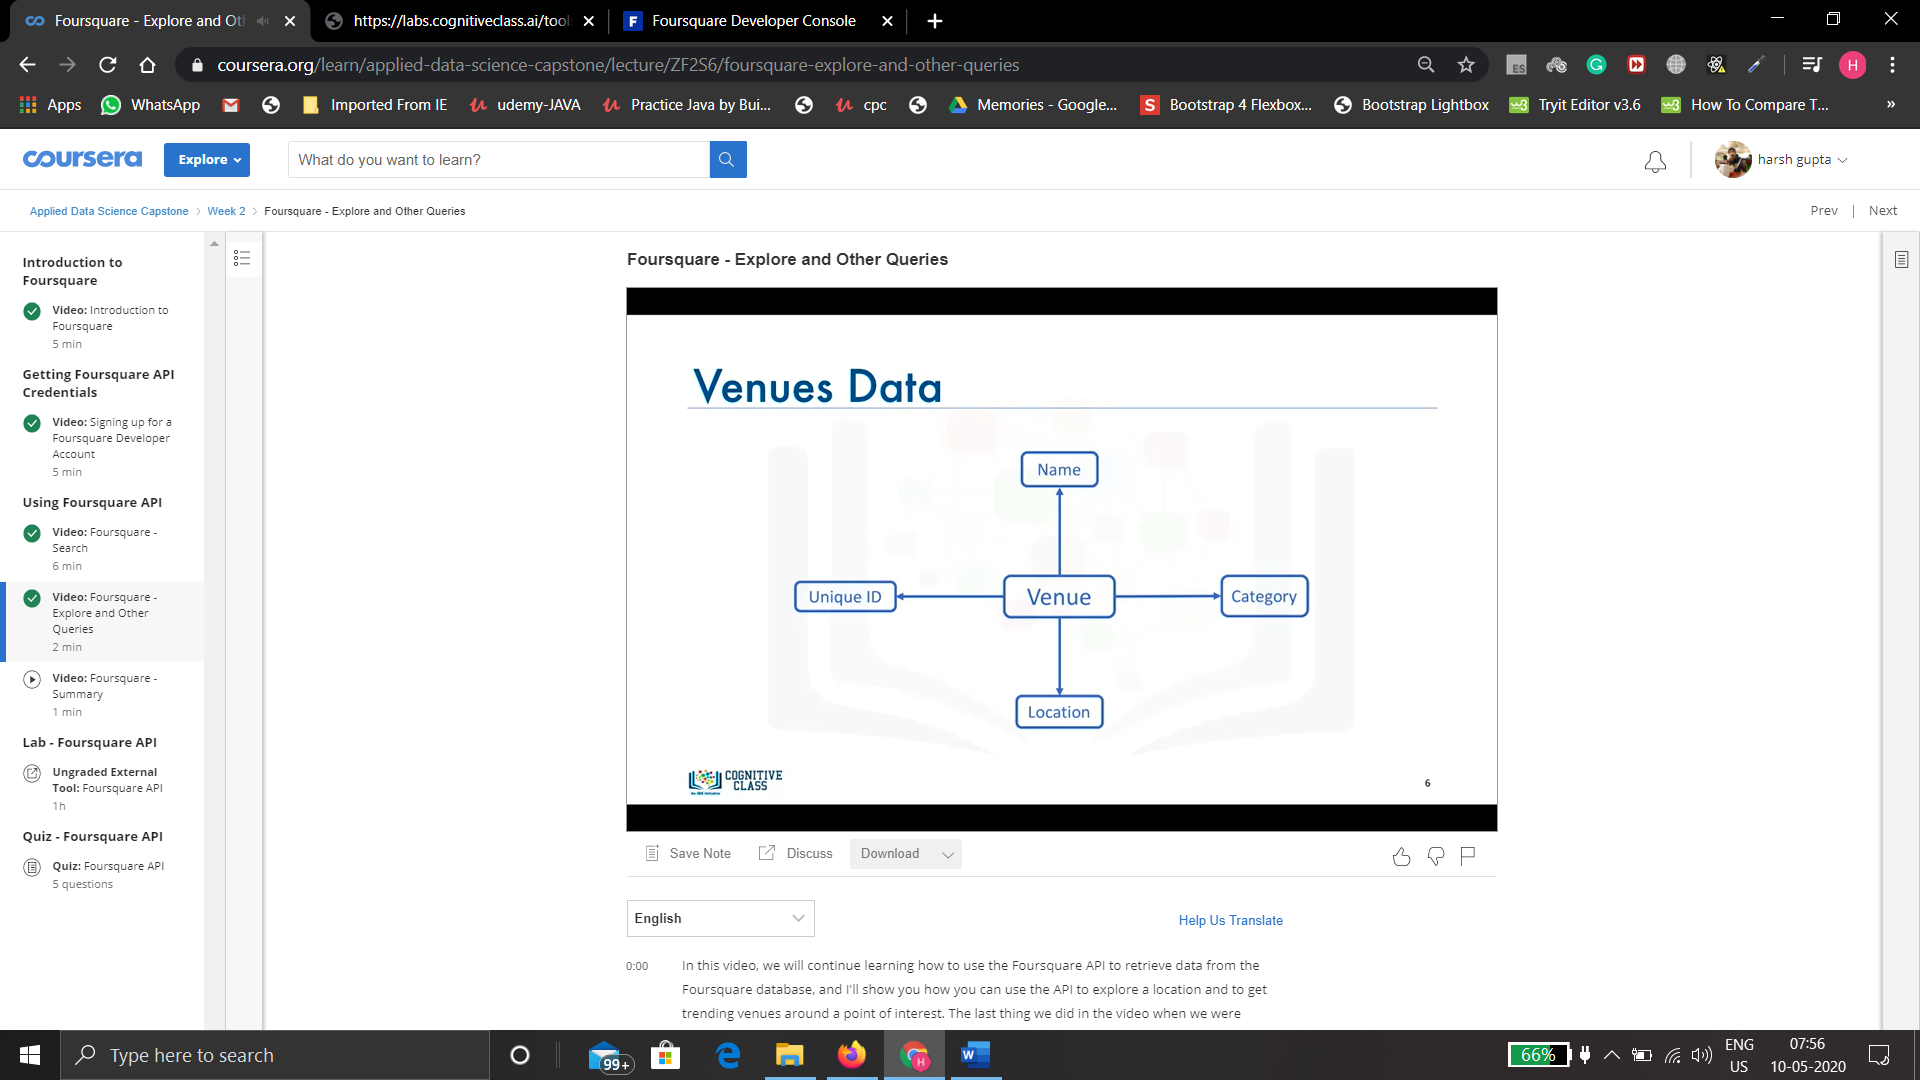 Foursquare - Explore and Oth
https://labs.cognitiveclass.ai/tool
Foursquare Developer Console
coursera.org/learn/applied-data-science-capstone/lecture/ZF2S6/foursquare-explore-and-other-queries
Apps
WhatsApp
Imported From IE
udemy-JAVA
Practice Java by Bui...
cpc
Memories - Google...
Bootstrap 4 Flexbox...
Bootstrap Lightbox
Tryit Editor v3.6
How To Compare T...
»
coursera
Explore
What do you want to learn?
harsh gupta
Applied Data Science Capstone > Week 2 > Foursquare - Explore and Other Queries
Prev | Next
Introduction to
Foursquare
Video: Introduction to
Foursquare
5 min
Getting Foursquare API
Credentials
Video: Signing up for a
Foursquare Developer
Account
5 min
Using Foursquare API
Video: Foursquare -
Search
6 min
Video: Foursquare -
Explore and Other
Queries
2 min
Video: Foursquare -
Summary
1 min
Lab - Foursquare API
Ungraded External
Tool: Foursquare API
1h
Quiz - Foursquare API
Quiz: Foursquare API
5 questions
Foursquare - Explore and Other Queries
Venues Data
Name
Unique ID
Venue
Category
Location
COGNITIVE
CLASS
6
Save Note
Discuss
Download
English
Help Us Translate
0:00
In this video, we will continue learning how to use the Foursquare API to retrieve data from the
Foursquare database, and I'll show you how you can use the API to explore a location and to get
trending venues around a point of interest. The last thing we did in the video when we were
Type here to search
99+
66%
ENG
US
07:56
10-05-2020